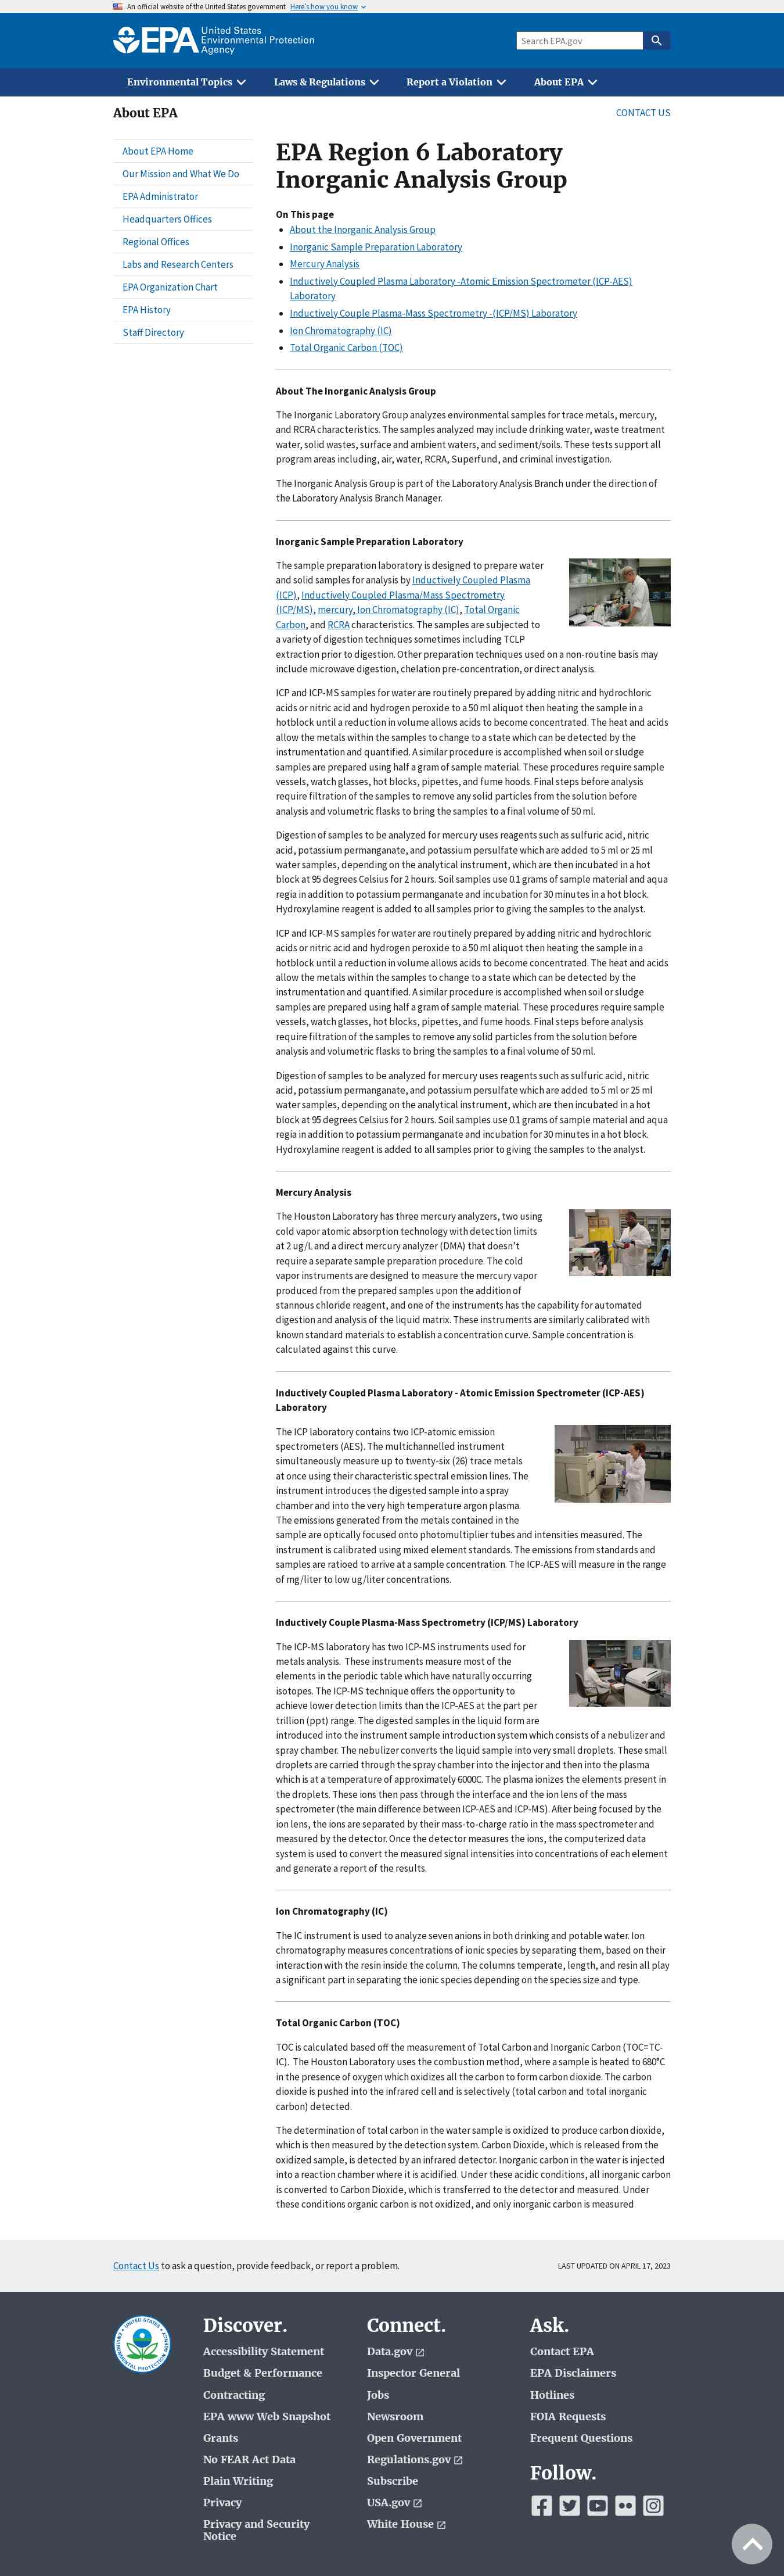 An official website of the United States government Here's how you know
EPA United States
Environmental Protection
Agency
Search EPA.gov
Environmental Topics Laws & Regulations Report a Violation About EPA
About EPA
CONTACT US
About EPA Home
Our Mission and What We Do
EPA Administrator
Headquarters Offices
Regional Offices
Labs and Research Centers
EPA Organization Chart
EPA History
Staff Directory
EPA Region 6 Laboratory
Inorganic Analysis Group
On This page
About the Inorganic Analysis Group
Inorganic Sample Preparation Laboratory
Mercury Analysis
Inductively Coupled Plasma Laboratory -Atomic Emission Spectrometer (ICP-AES)
Laboratory
Inductively Couple Plasma-Mass Spectrometry -(ICP/MS) Laboratory
Ion Chromatography (IC)
Total Organic Carbon (TOC)
About The Inorganic Analysis Group
The Inorganic Laboratory Group analyzes environmental samples for trace metals, mercury,
and RCRA characteristics. The samples analyzed may include drinking water, waste treatment
water, solid wastes, surface and ambient waters, and sediment/soils. These tests support all
program areas including, air, water, RCRA, Superfund, and criminal investigation.
The Inorganic Analysis Group is part of the Laboratory Analysis Branch under the direction of
the Laboratory Analysis Branch Manager.
Inorganic Sample Preparation Laboratory
The sample preparation laboratory is designed to prepare water
and solid samples for analysis by Inductively Coupled Plasma
(ICP), Inductively Coupled Plasma/Mass Spectrometry
(ICP/MS), mercury, Ion Chromatography (IC), Total Organic
Carbon, and RCRA characteristics. The samples are subjected to
a variety of digestion techniques sometimes including TCLP
extraction prior to digestion. Other preparation techniques used on a non-routine basis may
include microwave digestion, chelation pre-concentration, or direct analysis.
ICP and ICP-MS samples for water are routinely prepared by adding nitric and hydrochloric
acids or nitric acid and hydrogen peroxide to a 50 ml aliquot then heating the sample in a
hotblock until a reduction in volume allows acids to become concentrated. The heat and acids
allow the metals within the samples to change to a state which can be detected by the
instrumentation and quantified. A similar procedure is accomplished when soil or sludge
samples are prepared using half a gram of sample material. These procedures require sample
vessels, watch glasses, hot blocks, pipettes, and fume hoods. Final steps before analysis
require filtration of the samples to remove any solid particles from the solution before
analysis and volumetric flasks to bring the samples to a final volume of 50 ml.
Digestion of samples to be analyzed for mercury uses reagents such as sulfuric acid, nitric
acid, potassium permanganate, and potassium persulfate which are added to 5 ml or 25 ml
water samples, depending on the analytical instrument, which are then incubated in a hot
block at 95 degrees Celsius for 2 hours. Soil samples use 0.1 grams of sample material and aqua
regia in addition to potassium permanganate and incubation for 30 minutes in a hot block.
Hydroxylamine reagent is added to all samples prior to giving the samples to the analyst.
ICP and ICP-MS samples for water are routinely prepared by adding nitric and hydrochloric
acids or nitric acid and hydrogen peroxide to a 50 ml aliquot then heating the sample in a
hotblock until a reduction in volume allows acids to become concentrated. The heat and acids
allow the metals within the samples to change to a state which can be detected by the
instrumentation and quantified. A similar procedure is accomplished when soil or sludge
samples are prepared using half a gram of sample material. These procedures require sample
vessels, watch glasses, hot blocks, pipettes, and fume hoods. Final steps before analysis
require filtration of the samples to remove any solid particles from the solution before
analysis and volumetric flasks to bring the samples to a final volume of 50 ml.
Digestion of samples to be analyzed for mercury uses reagents such as sulfuric acid, nitric
acid, potassium permanganate, and potassium persulfate which are added to 5 ml or 25 ml
water samples, depending on the analytical instrument, which are then incubated in a hot
block at 95 degrees Celsius for 2 hours. Soil samples use 0.1 grams of sample material and aqua
regia in addition to potassium permanganate and incubation for 30 minutes in a hot block.
Hydroxylamine reagent is added to all samples prior to giving the samples to the analyst.
Mercury Analysis
The Houston Laboratory has three mercury analyzers, two using
cold vapor atomic absorption technology with detection limits
at 2 ug/L and a direct mercury analyzer (DMA) that doesn't
require a separate sample preparation procedure. The cold
vapor instruments are designed to measure the mercury vapor
produced from the prepared samples upon the addition of
stannous chloride reagent, and one of the instruments has the capability for automated
digestion and analysis of the liquid matrix. These instruments are similarly calibrated with
known standard materials to establish a concentration curve. Sample concentration is
calculated against this curve.
Inductively Coupled Plasma Laboratory - Atomic Emission Spectrometer (ICP-AES)
Laboratory
The ICP laboratory contains two ICP-atomic emission
spectrometers (AES). The multichannelled instrument
simultaneously measure up to twenty-six (26) trace metals
at once using their characteristic spectral emission lines. The
instrument introduces the digested sample into a spray
chamber and into the very high temperature argon plasma.
The emissions generated from the metals contained in the
sample are optically focused onto photomultiplier tubes and intensities measured. The
instrument is calibrated using mixed element standards. The emissions from standards and
samples are ratioed to arrive at a sample concentration. The ICP-AES will measure in the range
of mg/liter to low ug/liter concentrations.
Inductively Couple Plasma-Mass Spectrometry (ICP/MS) Laboratory
The ICP-MS laboratory has two ICP-MS instruments used for
metals analysis. These instruments measure most of the
elements in the periodic table which have naturally occurring
isotopes. The ICP-MS technique offers the opportunity to
achieve lower detection limits than the ICP-AES at the part per
trillion (ppt) range. The digested samples in the liquid form are
introduced into the instrument sample introduction system which consists of a nebulizer and
spray chamber. The nebulizer converts the liquid sample into very small droplets. These small
droplets are carried through the spray chamber into the injector and then into the plasma
which is at a temperature of approximately 6000C. The plasma ionizes the elements present in
the droplets. These ions then pass through the interface and the ion lens of the mass
spectrometer (the main difference between ICP-AES and ICP-MS). After being focused by the
ion lens, the ions are separated by their mass-to-charge ratio in the mass spectrometer and
measured by the detector. Once the detector measures the ions, the computerized data
system is used to convert the measured signal intensities into concentrations of each element
and generate a report of the results.
Ion Chromatography (IC)
The IC instrument is used to analyze seven anions in both drinking and potable water. Ion
chromatography measures concentrations of ionic species by separating them, based on their
interaction with the resin inside the column. The columns temperate, length, and resin all play
a significant part in separating the ionic species depending on the species size and type.
Total Organic Carbon (TOC)
TOC is calculated based off the measurement of Total Carbon and Inorganic Carbon (TOC=TC-
IC). The Houston Laboratory uses the combustion method, where a sample is heated to 680°C
in the presence of oxygen which oxidizes all the carbon to form carbon dioxide. The carbon
dioxide is pushed into the infrared cell and is selectively (total carbon and total inorganic
carbon) detected.
The determination of total carbon in the water sample is oxidized to produce carbon dioxide,
which is then measured by the detection system. Carbon Dioxide, which is released from the
oxidized sample, is detected by an infrared detector. Inorganic carbon in the water is injected
into a reaction chamber where it is acidified. Under these acidic conditions, all inorganic carbon
is converted to Carbon Dioxide, which is transferred to the detector and measured. Under
these conditions organic carbon is not oxidized, and only inorganic carbon is measured
Contact Us to ask a question, provide feedback, or report a problem.
LAST UPDATED ON APRIL 17, 2023
Discover.
Accessibility Statement
Budget & Performance
Contracting
EPA www Web Snapshot
Grants
No FEAR Act Data
Plain Writing
Privacy
Privacy and Security
Notice
Connect.
Data.gov
Inspector General
Jobs
Newsroom
Open Government
Regulations.gov
Subscribe
USA.gov
White House
Ask.
Contact EPA
EPA Disclaimers
Hotlines
FOIA Requests
Frequent Questions
Follow.